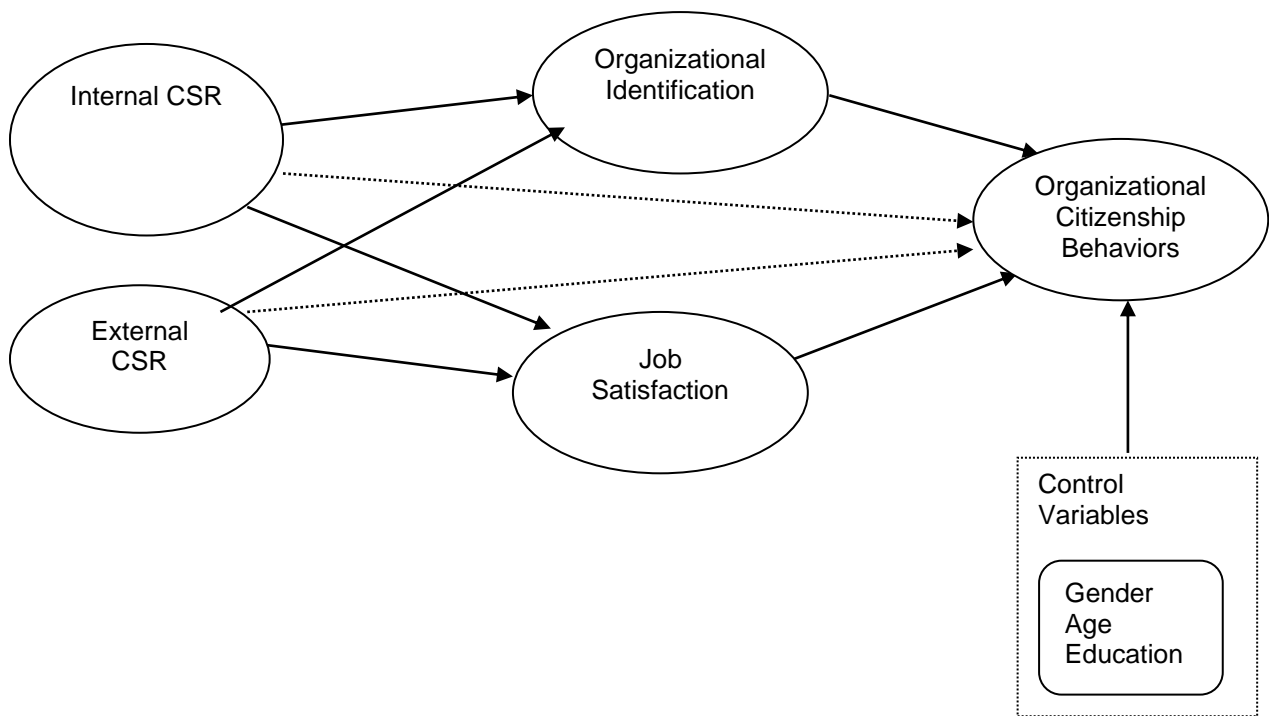 Internal CSR
Organizational
Identification
Organizational
Citizenship
Behaviors
External
CSR
Job
Satisfaction
Control
Variables
Gender
Age
Education